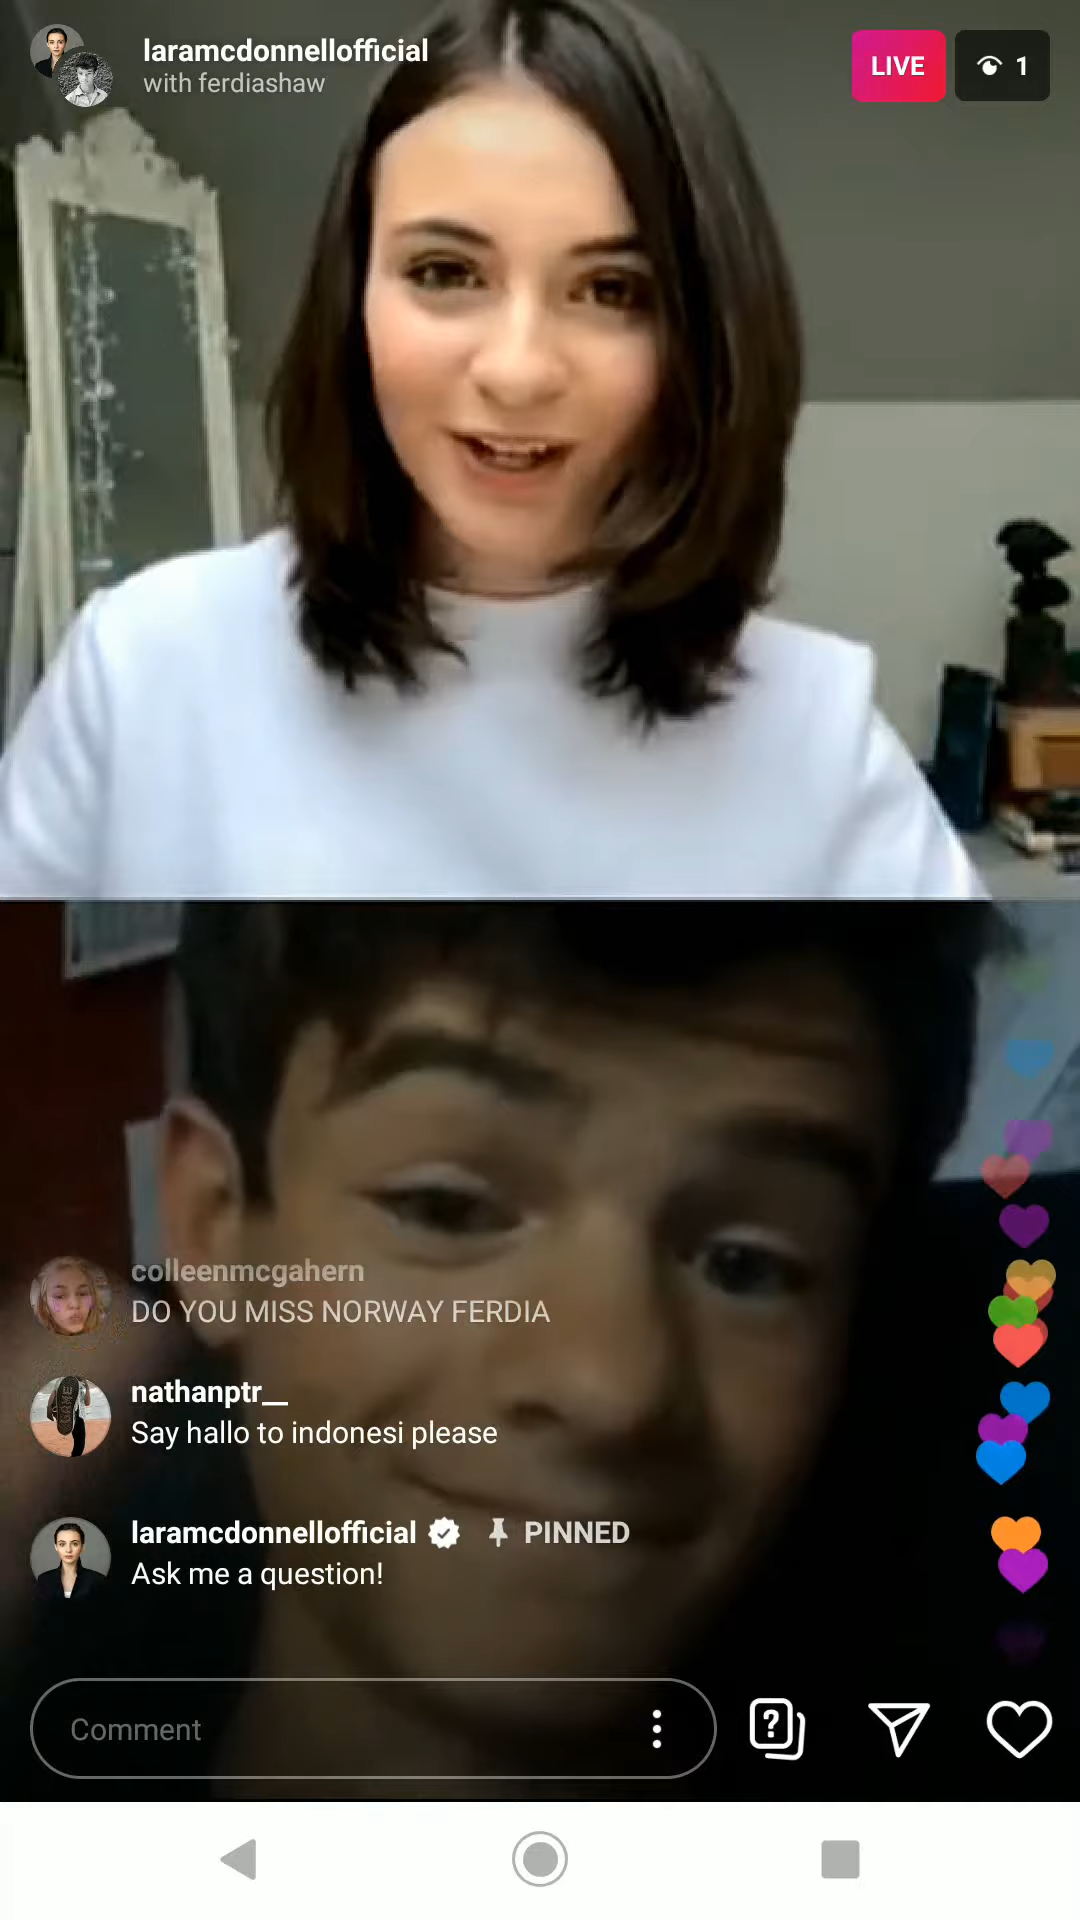 laramcdonnellofficial
with ferdiashaw
LIVE
1
colleenmcgahern
DO YOU MISS NORWAY FERDIA
nathanptr__
Say hallo to indonesi please
laramcdonnellofficial PINNED
Ask me a question!
Comment